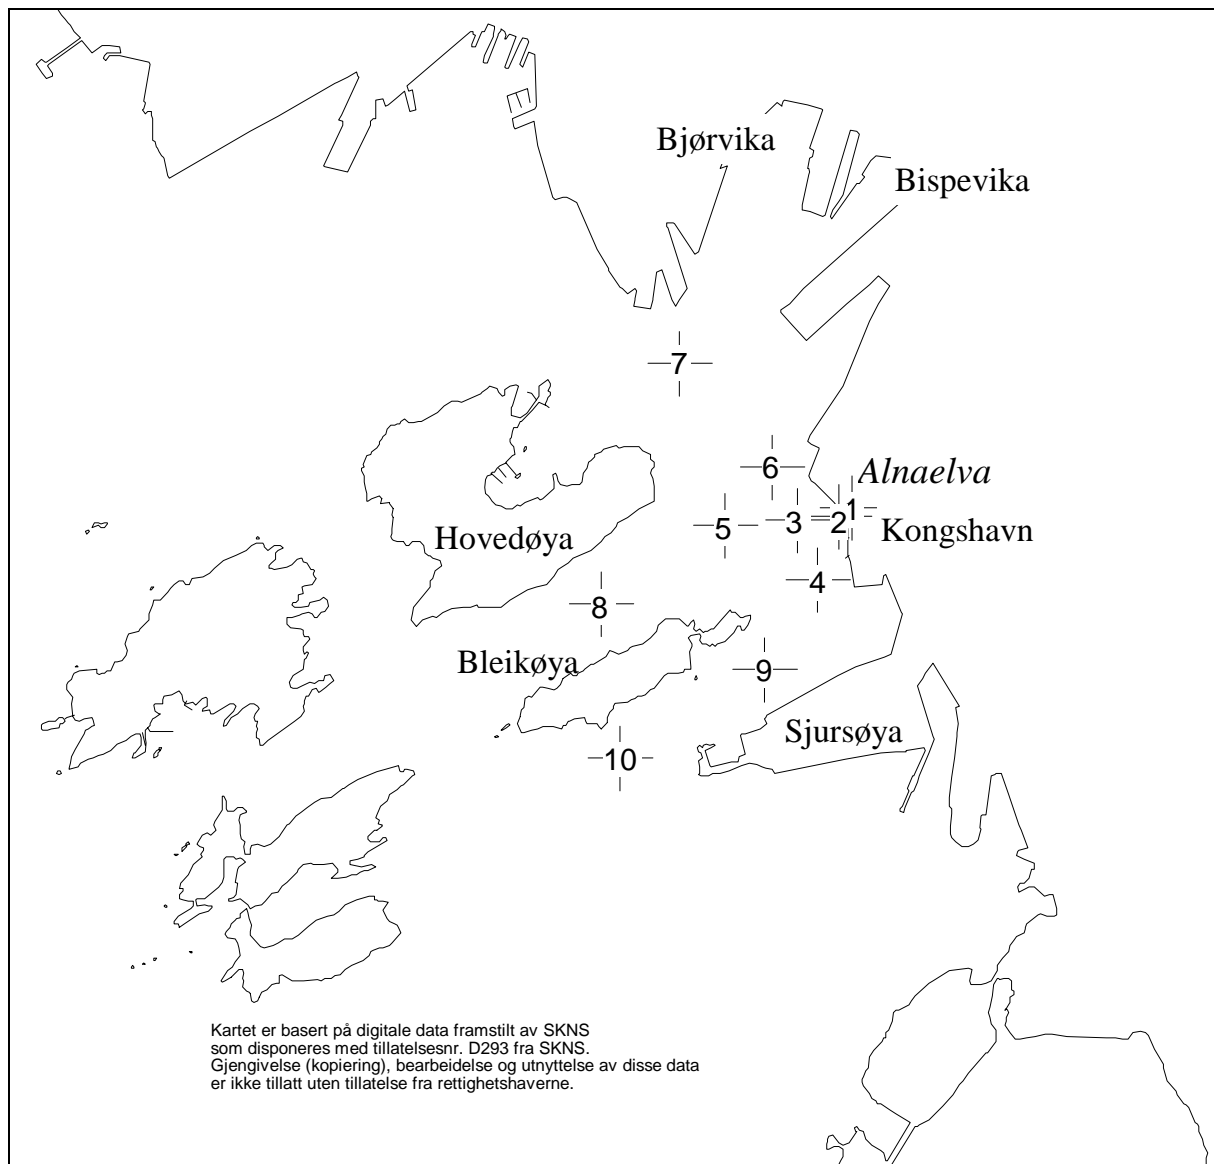 Bjørvika
Bispevika
7
6
Alnaelva
1
5
3
2
Kongshavn
Hovedøya
4
8
Bleikøya
9
Sjursøya
10
Kartet er basert på digitale data framstilt av SKNS
som disponeres med tillatelsesnr. D293 fra SKNS.
Gjengivelse (kopiering), bearbeidelse og utnyttelse av disse data
er ikke tillatt uten tillatelse fra rettighetshaverne.